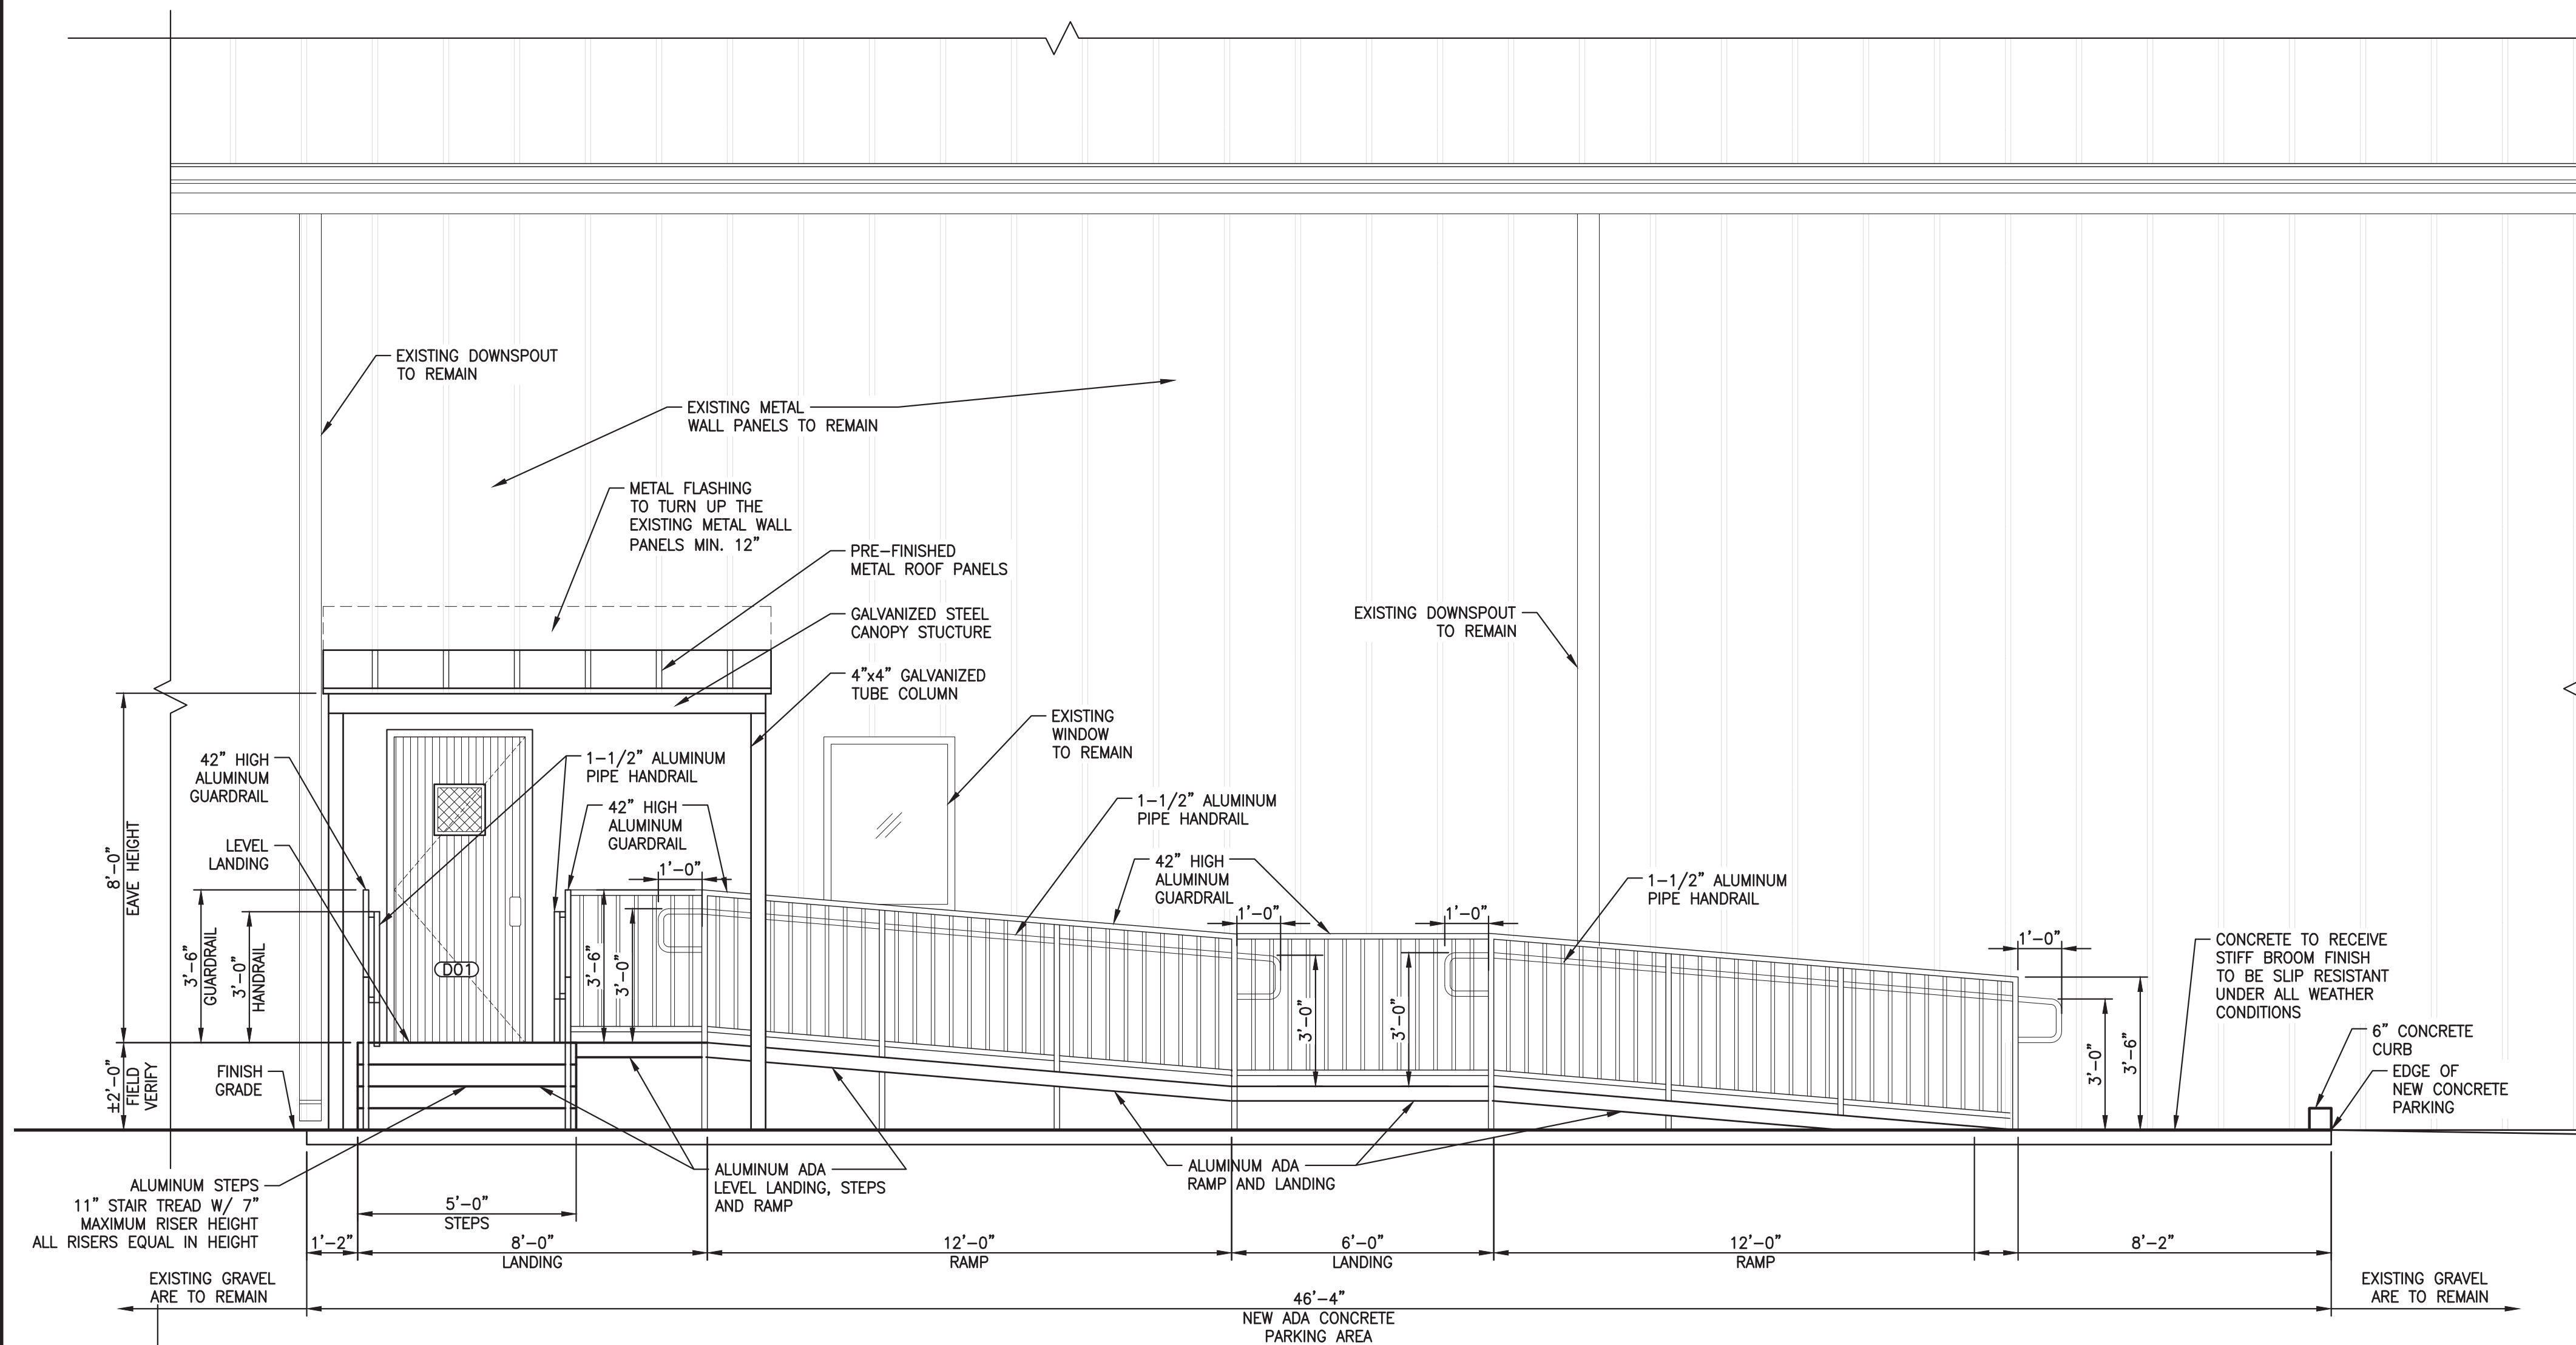 EXISTING DOWNSPOUT
TO REMAIN
EXISTING METAL
WALL PANELS TO REMAIN
METAL FLASHING
TO TURN UP THE
EXISTING METAL WALL
PANELS MIN. 12"
PRE-FINISHED
METAL ROOF PANELS
GALVANIZED STEEL
CANOPY STUCTURE
4"x4" GALVANIZED
TUBE COLUMN
EXISTING DOWNSPOUT
TO REMAIN
EXISTING
WINDOW
TO REMAIN
42" HIGH
ALUMINUM
GUARDRAIL
1-1/2" ALUMINUM
PIPE HANDRAIL
42" HIGH
ALUMINUM
GUARDRAIL
LEVEL
LANDING
1-1/2" ALUMINUM
PIPE HANDRAIL
42" HIGH
ALUMINUM
GUARDRAIL
1-1/2" ALUMINUM
PIPE HANDRAIL
1'-0"
1'-0"
1'-0"
1'-0"
8'-0"
EAVE HEIGHT
3'-6"
GUARDRAIL
3'-0"
HANDRAIL
D01
3'-6"
3'-0"
3'-0"
3'-0"
3'-0"
3'-6"
CONCRETE TO RECEIVE
STIFF BROOM FINISH
TO BE SLIP RESISTANT
UNDER ALL WEATHER
CONDITIONS
6" CONCRETE
CURB
EDGE OF
NEW CONCRETE
PARKING
±2'-0"
FIELD
VERIFY
FINISH
GRADE
ALUMINUM STEPS
11" STAIR TREAD W/ 7"
MAXIMUM RISER HEIGHT
ALL RISERS EQUAL IN HEIGHT
ALUMINUM ADA
LEVEL LANDING, STEPS
AND RAMP
ALUMINUM ADA
RAMP AND LANDING
5'-0"
STEPS
1'-2"
8'-0"
LANDING
12'-0"
RAMP
6'-0"
LANDING
12'-0"
RAMP
8'-2"
EXISTING GRAVEL
ARE TO REMAIN
46'-4"
NEW ADA CONCRETE
PARKING AREA
EXISTING GRAVEL
ARE TO REMAIN